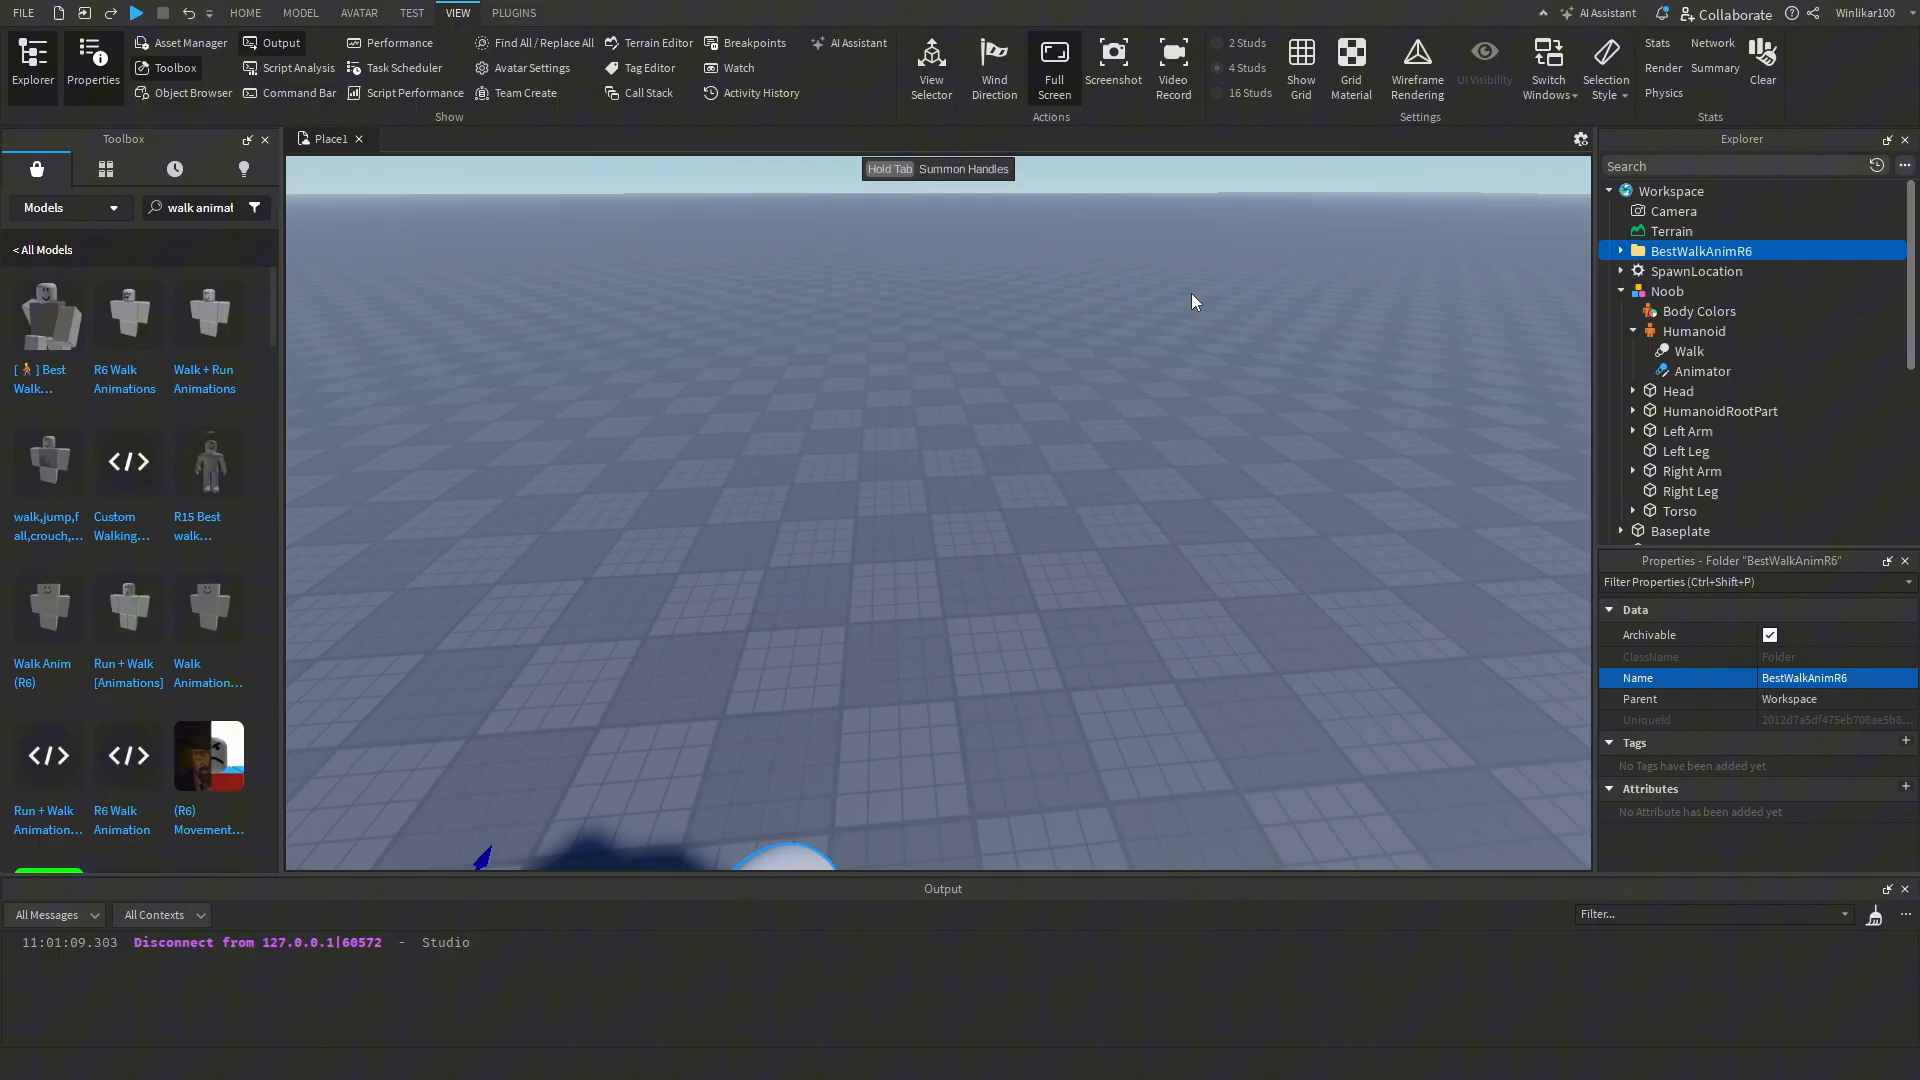 FILE HOME MODEL AVATAR TEST VIEW PLUGINS AI Assistant Collaborate Winlikar100
Explorer
Properties
Asset Manager
Toolbox
Object Browser
Output
Script Analysis
Command Bar
Performance
Task Scheduler
Script Performance
Find All / Replace All
Avatar Settings
Team Create
Terrain Editor
Tag Editor
Call Stack
Breakpoints
Watch
Activity History
AI Assistant
Show
View
Selector
Wind
Direction
Full
Screen
Screenshot
Video
Record
Actions
2 Studs
4 Studs
16 Studs
Show
Grid
Grid
Material
Wireframe
Rendering
UI Visibility
Switch
Windows
Selection
Style
Settings
Stats
Render
Physics
Network
Summary
Clear
Stats
Toolbox
Models
walk animat
< All Models
[ 🚶 ] Best
Walk...
R6 Walk
Animations
Walk + Run
Animations
walk,jump,f
all,crouch,...
Custom
Walking...
R15 Best
walk...
Walk Anim
(R6)
Run + Walk
[Animations]
Walk
Animation...
Run + Walk
Animation...
R6 Walk
Animation
(R6)
Movement...
Place1
Hold Tab Summon Handles
Explorer
Search
Workspace
Camera
Terrain
BestWalkAnimR6
SpawnLocation
Noob
Body Colors
Humanoid
Walk
Animator
Head
HumanoidRootPart
Left Arm
Left Leg
Right Arm
Right Leg
Torso
Baseplate
Properties - Folder "BestWalkAnimR6"
Filter Properties (Ctrl+Shift+P)
Data
Archivable
ClassName Folder
Name BestWalkAnimR6
Parent Workspace
UniqueId 2012d7a5df475eb708ae5b8...
Tags
No Tags have been added yet
Attributes
No Attribute has been added yet
Output
All Messages All Contexts Filter...
11:01:09.303 Disconnect from 127.0.0.1|60572 - Studio